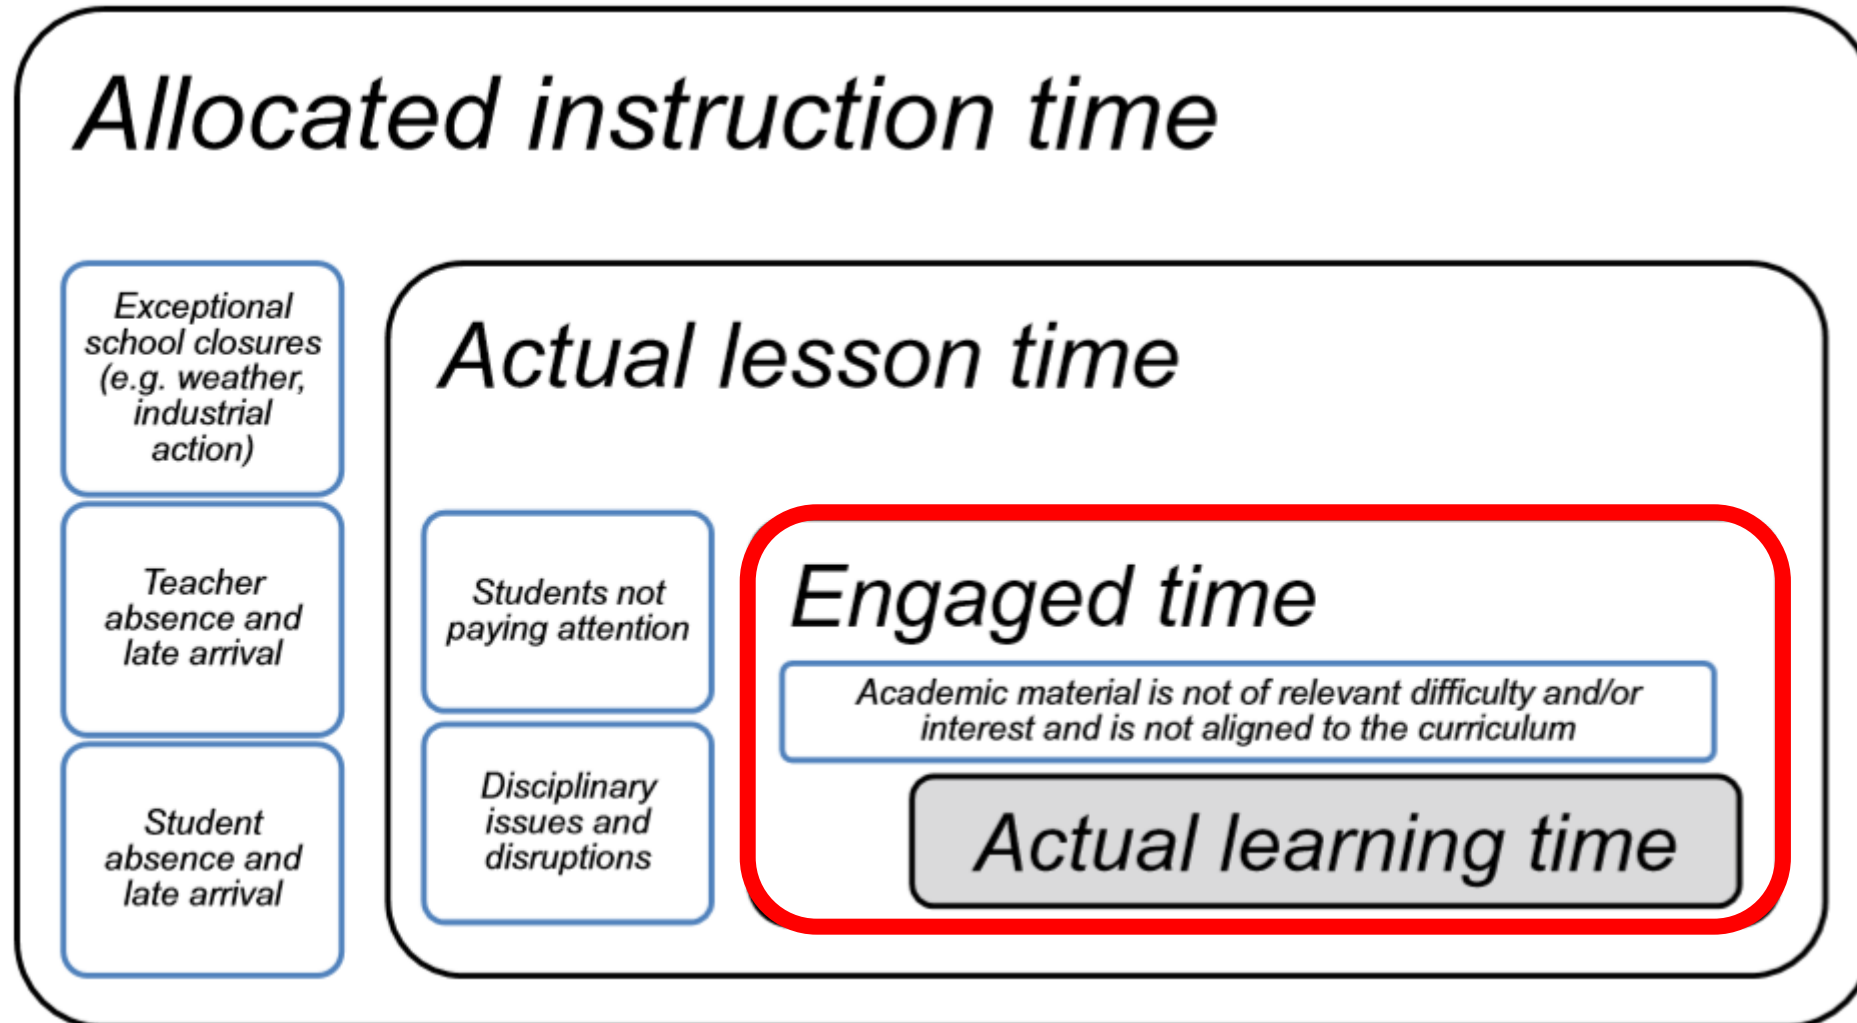 Allocated instruction time
Exceptional
school closures
(e.g. weather,
industrial
action)
Teacher
absence and
late arrival
Student
absence and
late arrival
Actual lesson time
Students not
paying attention
Disciplinary
issues and
disruptions
Engaged time
Academic material is not of relevant difficulty and/or
interest and is not aligned to the curriculum
Actual learning time